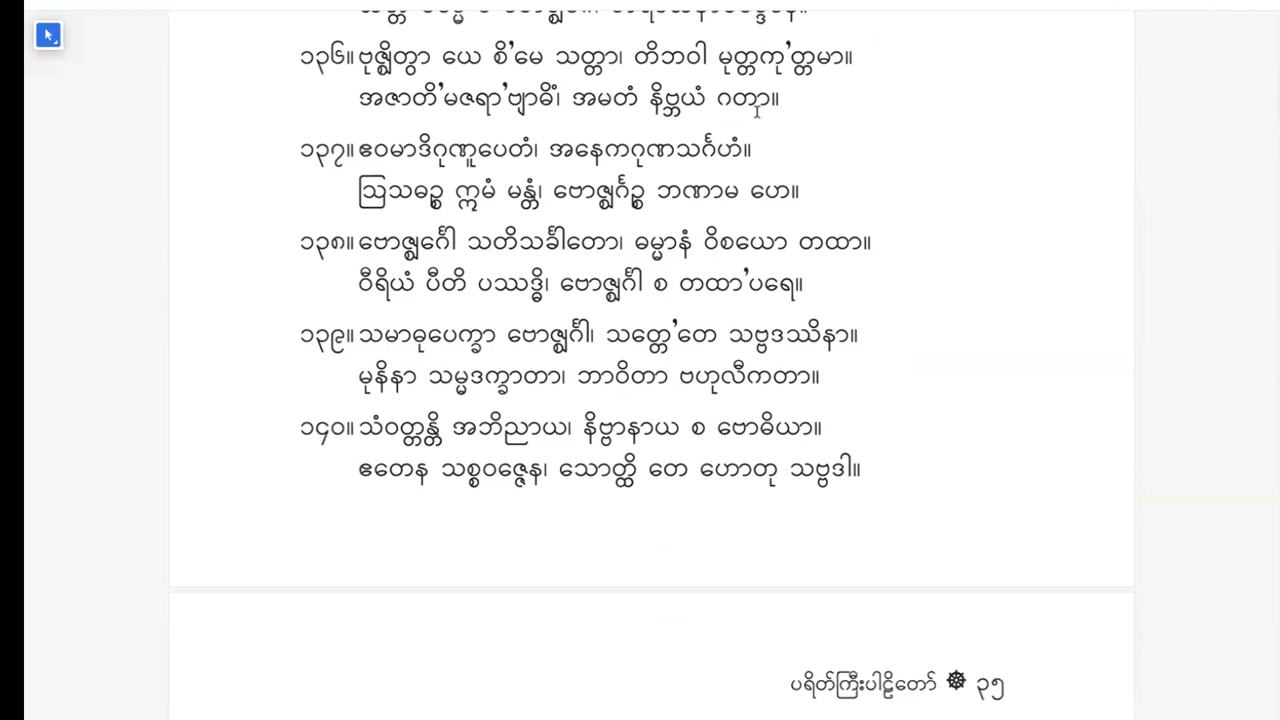 ၁၃၆။ ဗုဇ္ဈိတွာ ယေ စိ’မေ သတ္တာ၊ တိဘဝါ မုတ္တကု’တ္တမာ။
အဇာတိ’မဇရာ’ဗျာဓိံ၊ အမတံ နိဗ္ဘယံ ဂတာ။
၁၃၇။ ဧဝမာဒိဂုဏူပေတံ၊ အနေကဂုဏသင်္ဂဟံ။
ဩသဓဉ္စ ဣမံ မန္တံ၊ ဗောဇ္ဈင်္ဂဉ္စ ဘဏာမ ဟေ။
၁၃၈။ ဗောဇ္ဈင်္ဂေါ သတိသင်္ခါတော၊ ဓမ္မာနံ ဝိစယော တထာ။
ဝီရိယံ ပီတိ ပဿဒ္ဓိ၊ ဗောဇ္ဈင်္ဂါ စ တထာ’ပရေ။
၁၃၉။ သမာဓုပေက္ခာ ဗောဇ္ဈင်္ဂါ၊ သတ္တေ’တေ သဗ္ဗဒဿိနာ။
မုနိနာ သမ္မဒက္ခာတာ၊ ဘာဝိတာ ဗဟုလီကတာ။
၁၄၀။ သံဝတ္တန္တိ အဘိညာယ၊ နိဗ္ဗာနာယ စ ဗောဓိယာ။
ဧတေန သစ္စဝဇ္ဇေန၊ သောတ္ထိ တေ ဟောတု သဗ္ဗဒါ။
ပရိတ်ကြီးပါဠိတော် ၃၅